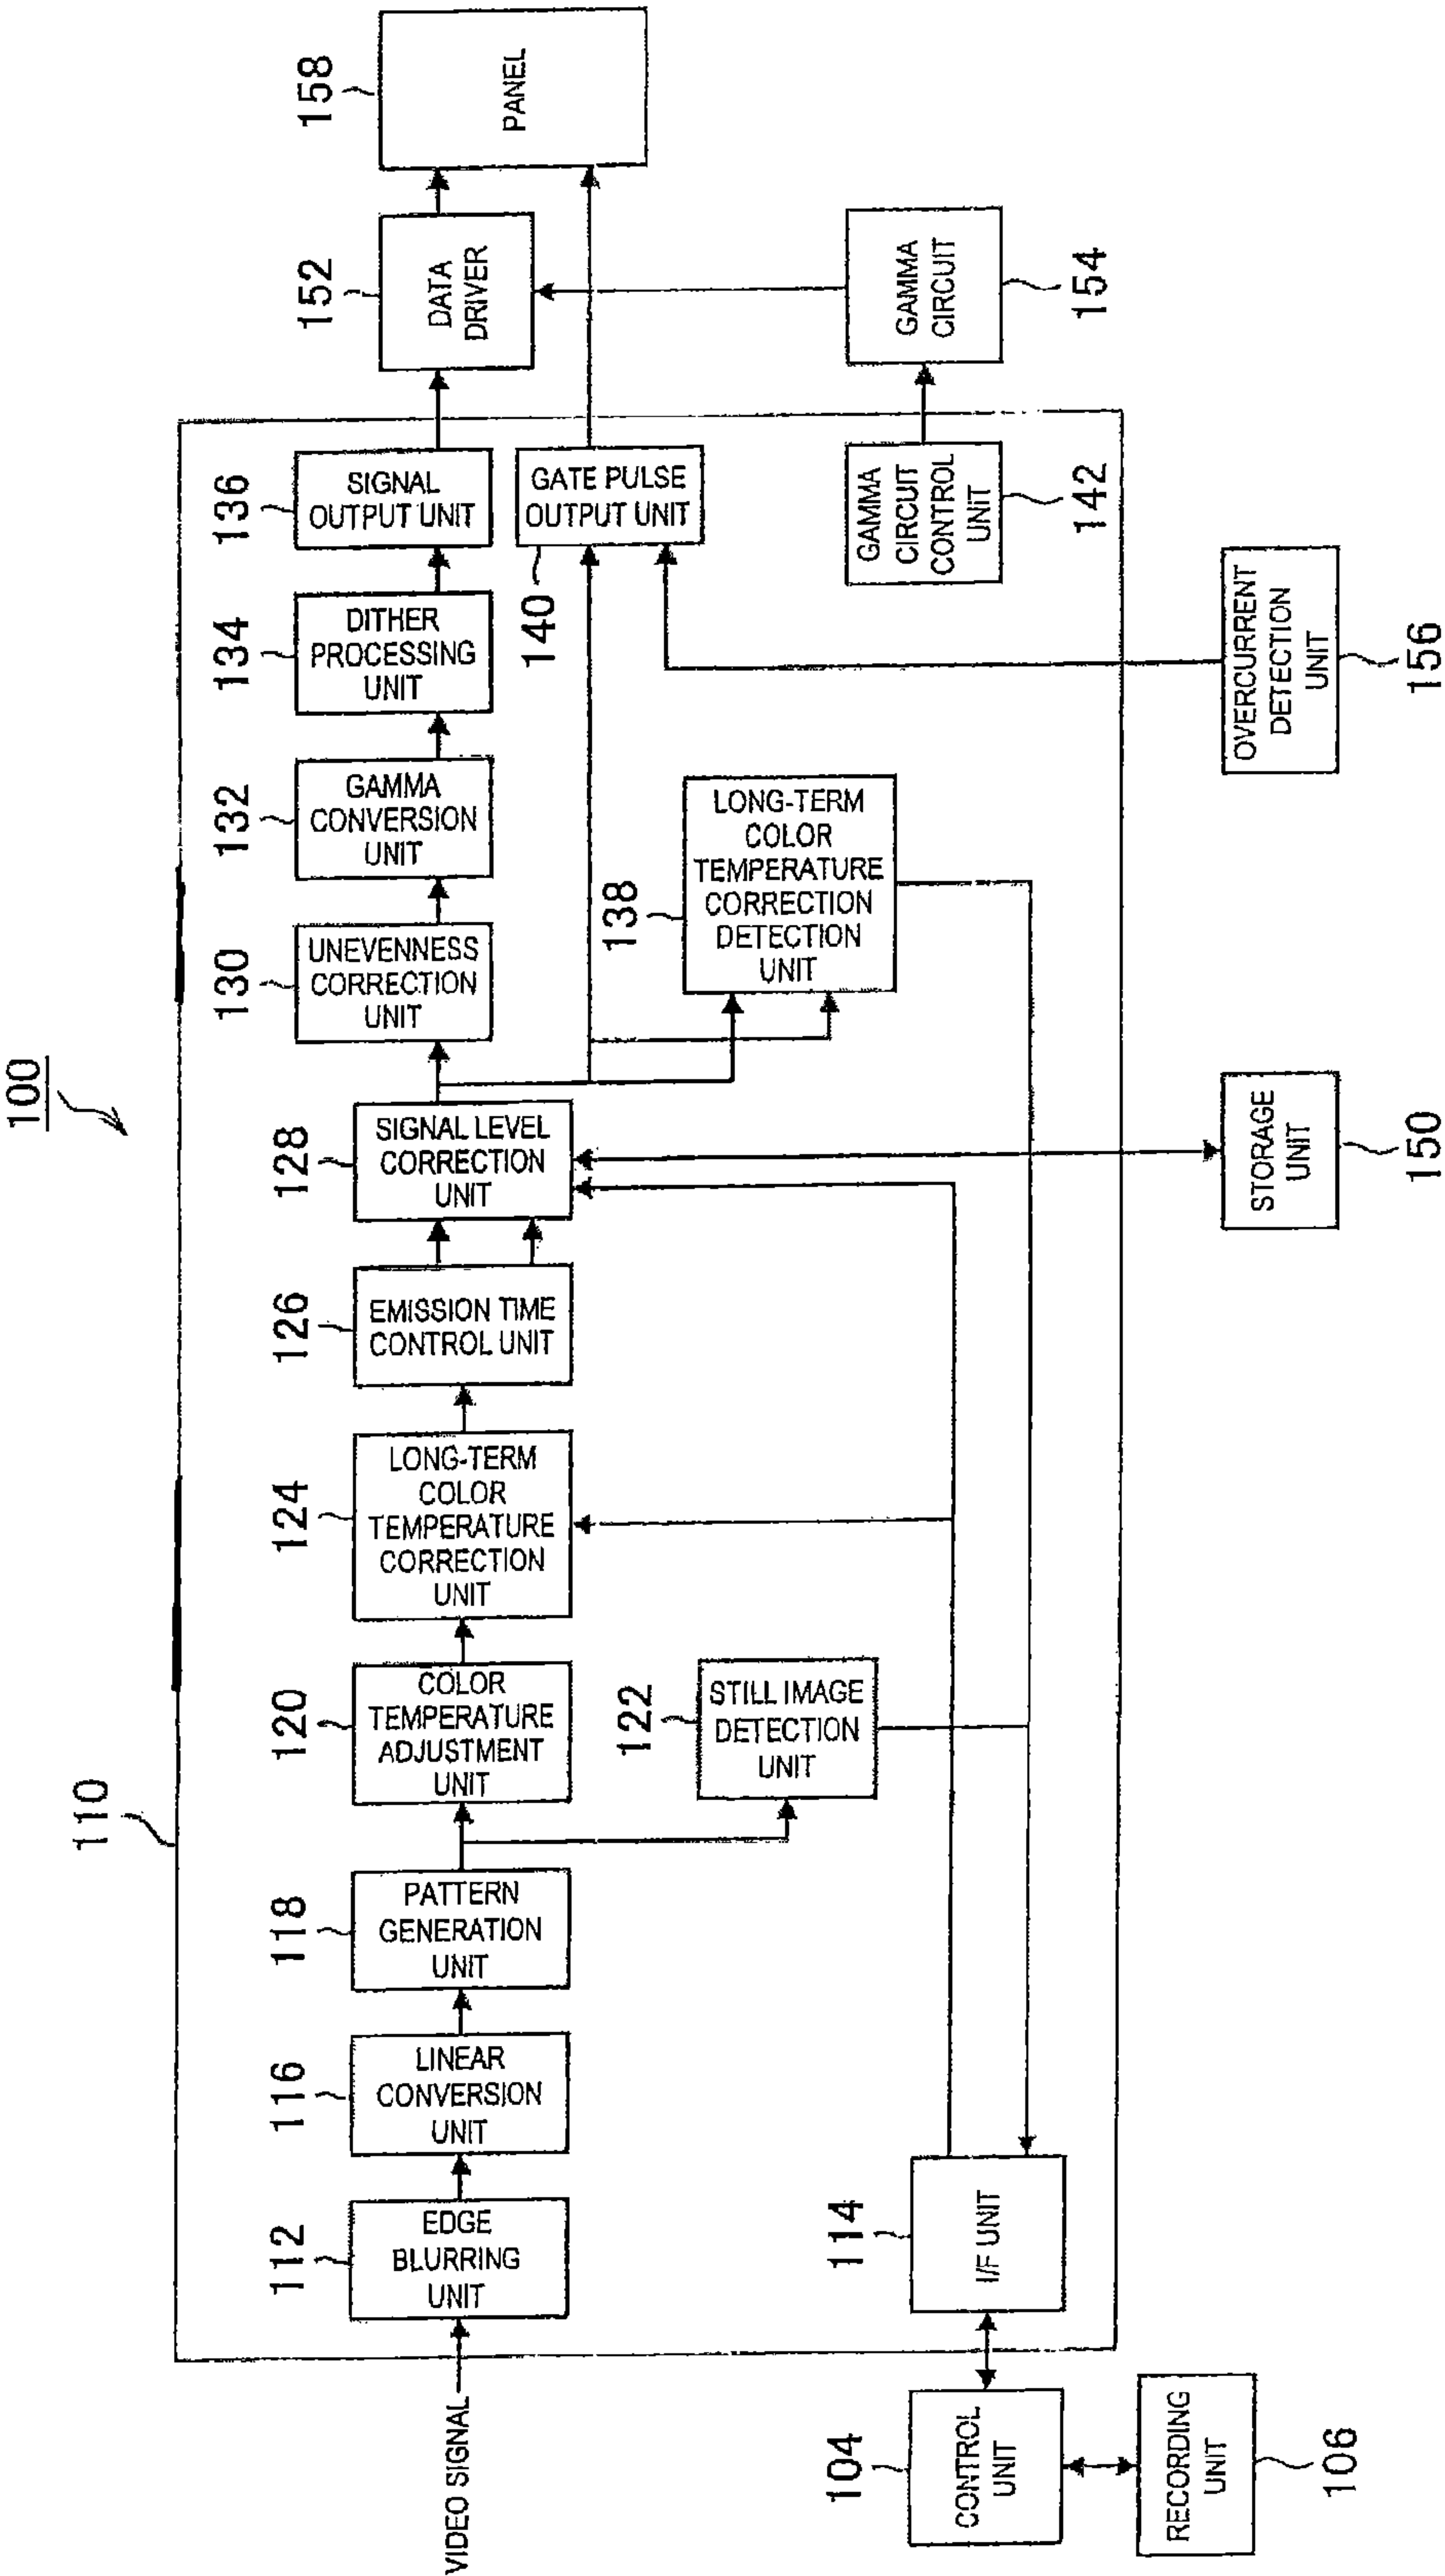 100
110
VIDEO SIGNAL
112
EDGE
BLURRING
UNIT
116
LINEAR
CONVERSION
UNIT
118
PATTERN
GENERATION
UNIT
120
COLOR
TEMPERATURE
ADJUSTMENT
UNIT
124
LONG-TERM
COLOR
TEMPERATURE
CORRECTION
UNIT
126
EMISSION TIME
CONTROL UNIT
128
SIGNAL LEVEL
CORRECTION
UNIT
130
UNEVENNESS
CORRECTION
UNIT
132
GAMMA
CONVERSION
UNIT
134
DITHER
PROCESSING
UNIT
136
SIGNAL
OUTPUT UNIT
152
DATA
DRIVER
158
PANEL
122
STILL IMAGE
DETECTION
UNIT
138
LONG-TERM
COLOR
TEMPERATURE
CORRECTION
DETECTION
UNIT
140
GATE PULSE
OUTPUT UNIT
114
I/F UNIT
GAMMA
CIRCUIT
CONTROL
UNIT
142
GAMMA
CIRCUIT
154
104
CONTROL
UNIT
RECORDING
UNIT
106
STORAGE
UNIT
150
OVERCURRENT
DETECTION
UNIT
156